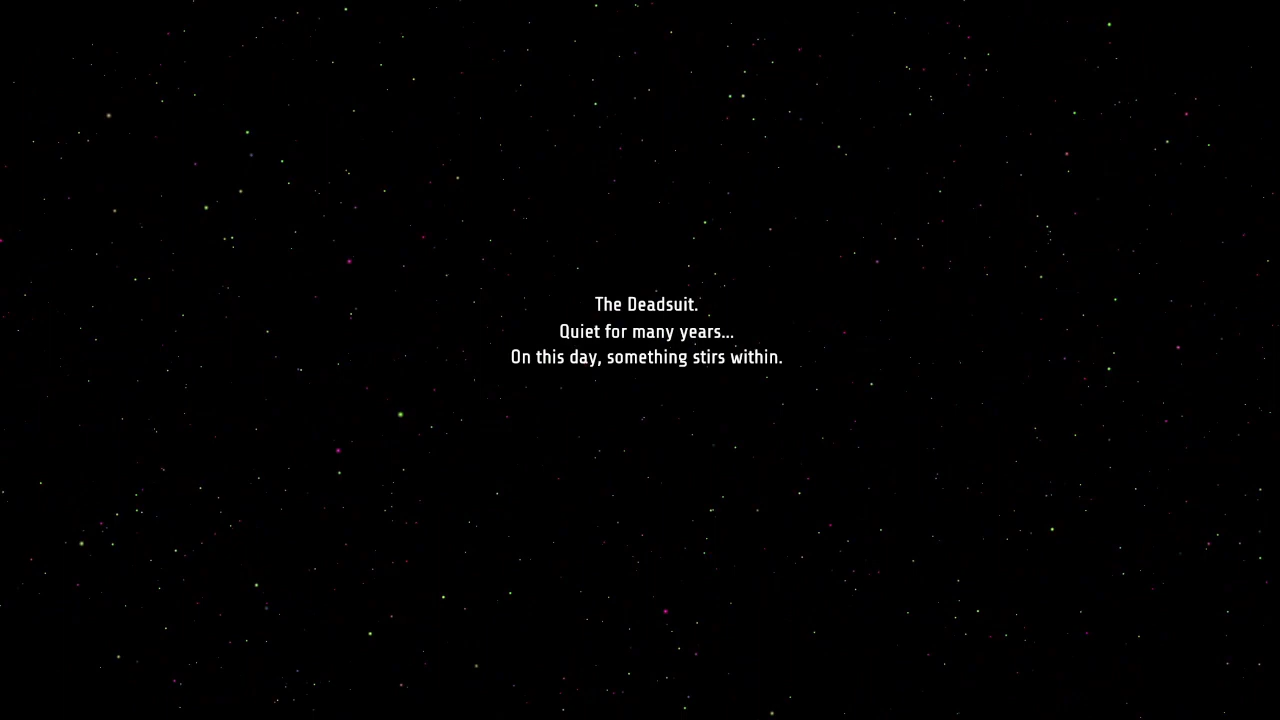 The Deadsuit.
Quiet for many years...
On this day, something stirs within.